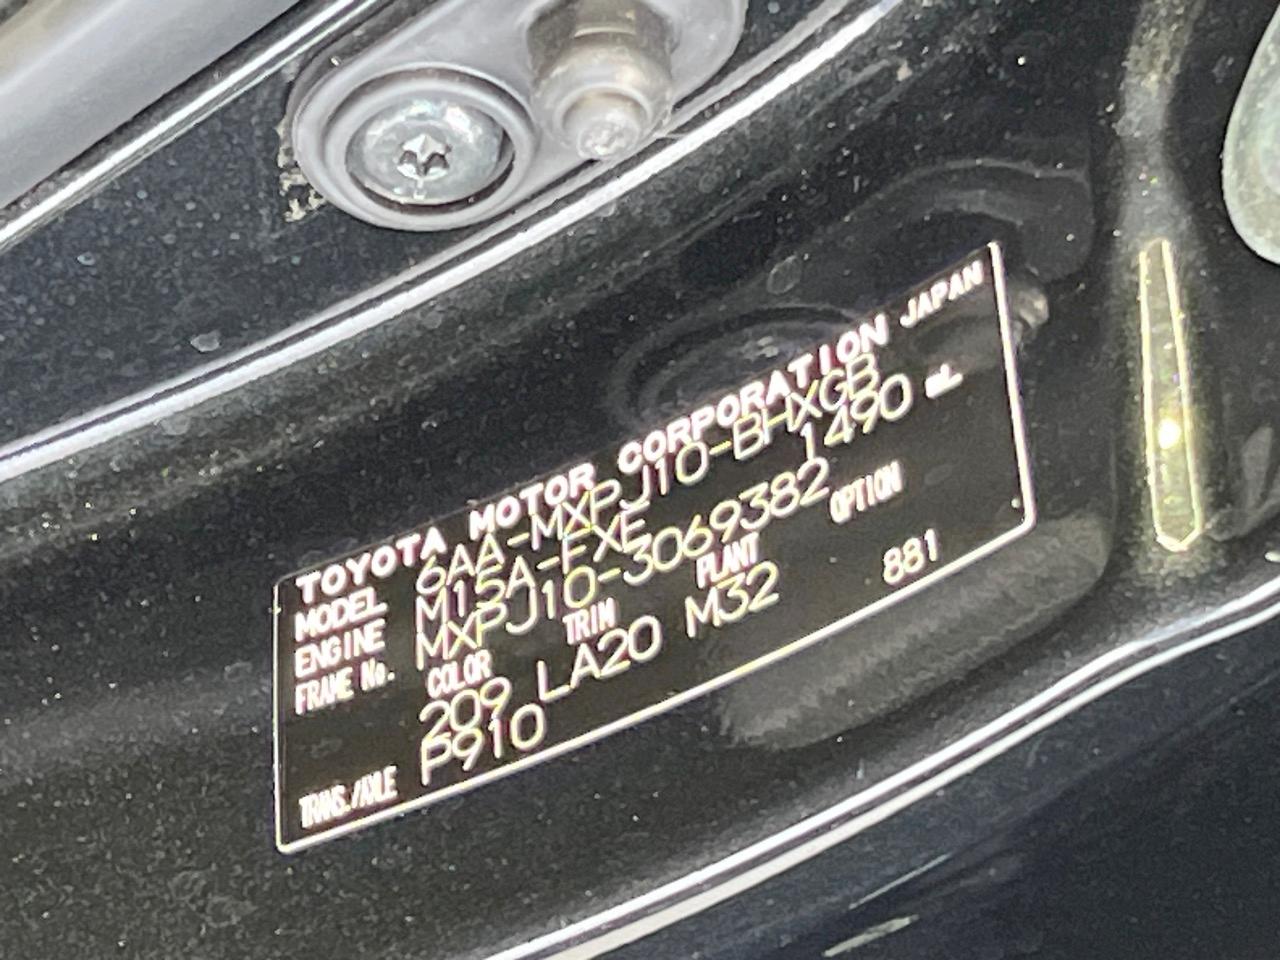 TOYOTA MOTOR CORPORATION JAPAN
MODEL 6AA-MXPJ10-BHXGB
ENGINE M15A-FXE 1490 mL
FRAME No. MXPJ10-3069382
COLOR TRIM PLANT OPTION
209 LA20 M32 881
TRANS./AXLE P910